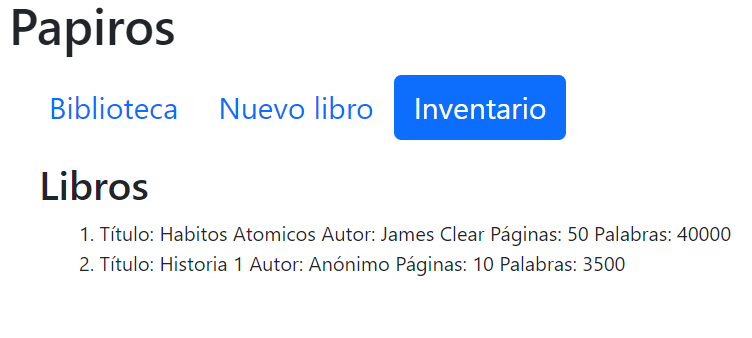 Papiros
Biblioteca Nuevo libro Inventario
Libros
1. Título: Habitos Atomicos Autor: James Clear Páginas: 50 Palabras: 40000
2. Título: Historia 1 Autor: Anónimo Páginas: 10 Palabras: 3500